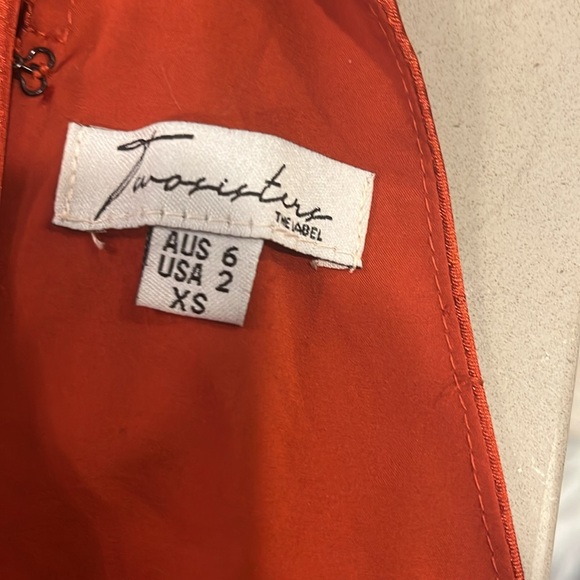 Twosisters
THE LABEL
AUS 6
USA 2
XS